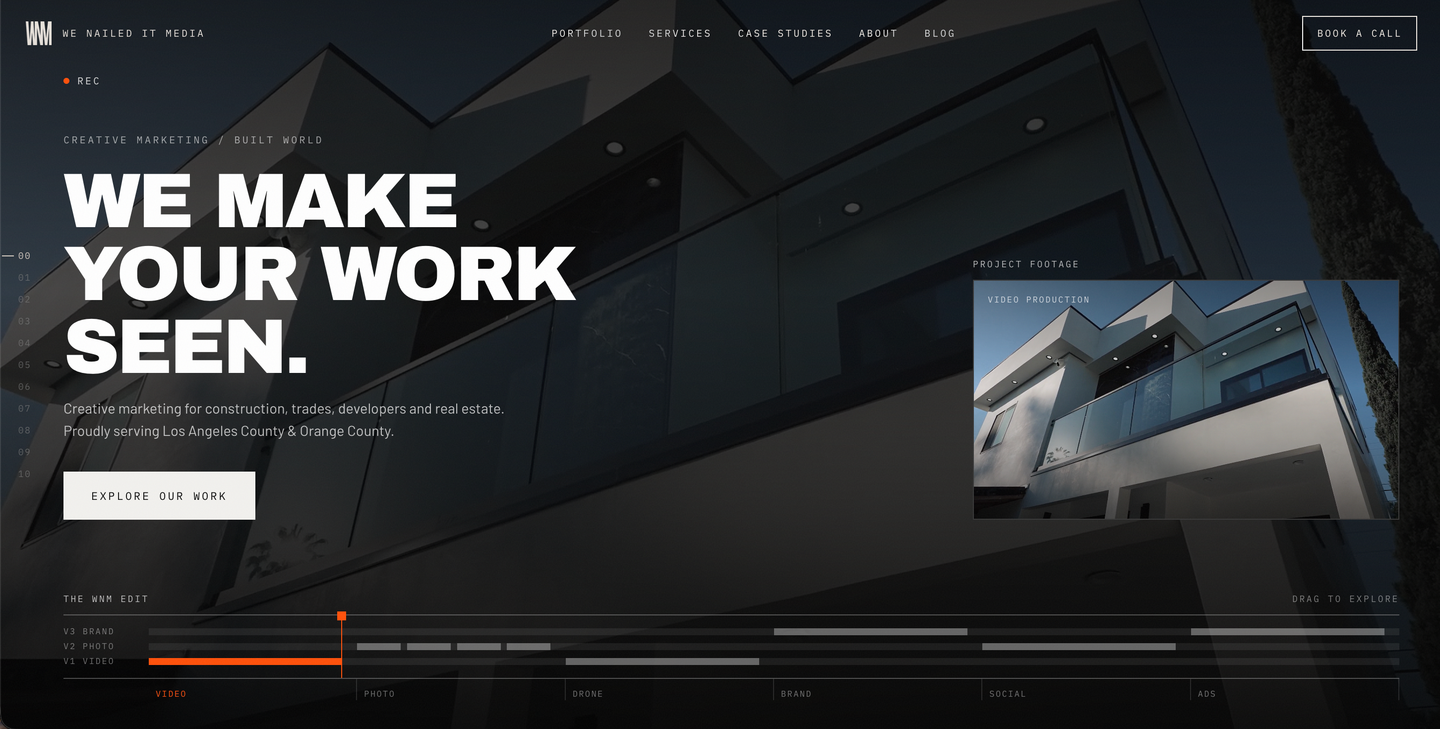 WNM WE NAILED IT MEDIA
PORTFOLIO SERVICES CASE STUDIES ABOUT BLOG
BOOK A CALL
REC
CREATIVE MARKETING / BUILT WORLD
WE MAKE
YOUR WORK
SEEN.
Creative marketing for construction, trades, developers and real estate.
Proudly serving Los Angeles County & Orange County.
EXPLORE OUR WORK
00
01
02
03
04
05
06
07
08
09
10
PROJECT FOOTAGE
VIDEO PRODUCTION
THE WNM EDIT
DRAG TO EXPLORE
V3 BRAND
V2 PHOTO
V1 VIDEO
VIDEO PHOTO DRONE BRAND SOCIAL ADS